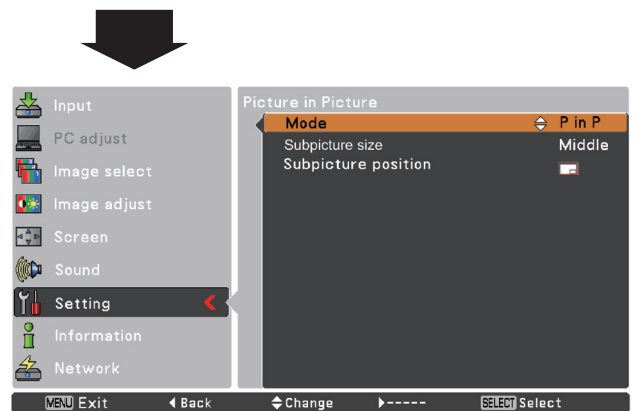 Input
PC adjust
Image select
Image adjust
Screen
Sound
Setting
Information
Network
Picture in Picture
Mode P in P
Subpicture size Middle
Subpicture position
MENU Exit Back Change ----- SELECT Select